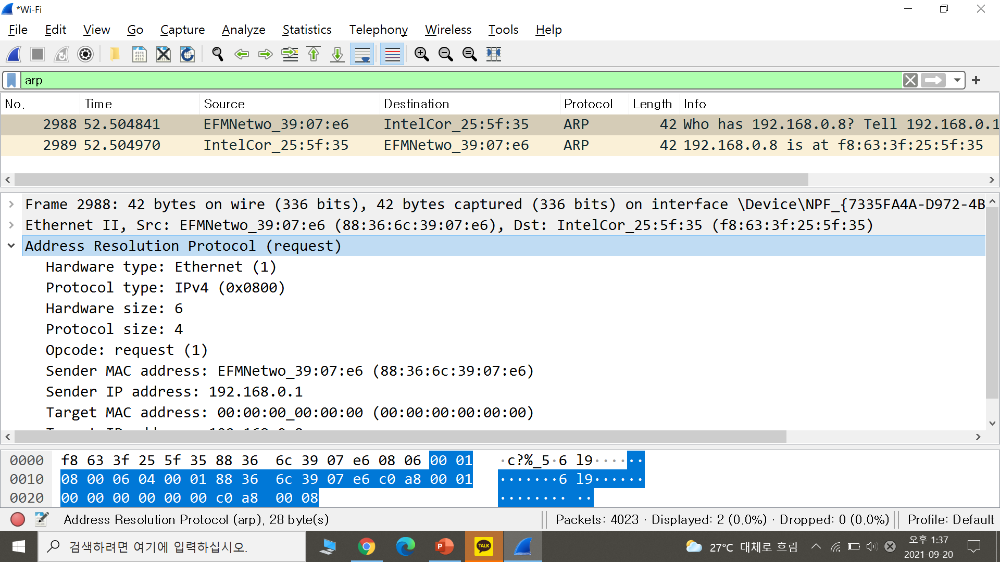 *Wi-Fi
File Edit View Go Capture Analyze Statistics Telephony Wireless Tools Help
arp
No. Time Source Destination Protocol Length Info
2988 52.504841 EFMNetwo_39:07:e6 IntelCor_25:5f:35 ARP 42 Who has 192.168.0.8? Tell 192.168.0.1
2989 52.504970 IntelCor_25:5f:35 EFMNetwo_39:07:e6 ARP 42 192.168.0.8 is at f8:63:3f:25:5f:35
Frame 2988: 42 bytes on wire (336 bits), 42 bytes captured (336 bits) on interface \Device\NPF_{7335FA4A-D972-4B
Ethernet II, Src: EFMNetwo_39:07:e6 (88:36:6c:39:07:e6), Dst: IntelCor_25:5f:35 (f8:63:3f:25:5f:35)
Address Resolution Protocol (request)
Hardware type: Ethernet (1)
Protocol type: IPv4 (0x0800)
Hardware size: 6
Protocol size: 4
Opcode: request (1)
Sender MAC address: EFMNetwo_39:07:e6 (88:36:6c:39:07:e6)
Sender IP address: 192.168.0.1
Target MAC address: 00:00:00_00:00:00 (00:00:00:00:00:00)
0000 f8 63 3f 25 5f 35 88 36 6c 39 07 e6 08 06 00 01 ·c?%_5·6 l9······
0010 08 00 06 04 00 01 88 36 6c 39 07 e6 c0 a8 00 01 ·······6 l9······
0020 00 00 00 00 00 00 c0 a8 00 08 ········ ··
Address Resolution Protocol (arp), 28 byte(s)
Packets: 4023 · Displayed: 2 (0.0%) · Dropped: 0 (0.0%)
Profile: Default
검색하려면 여기에 입력하십시오.
TALK
27°C 대체로 흐림
오후 1:37
2021-09-20